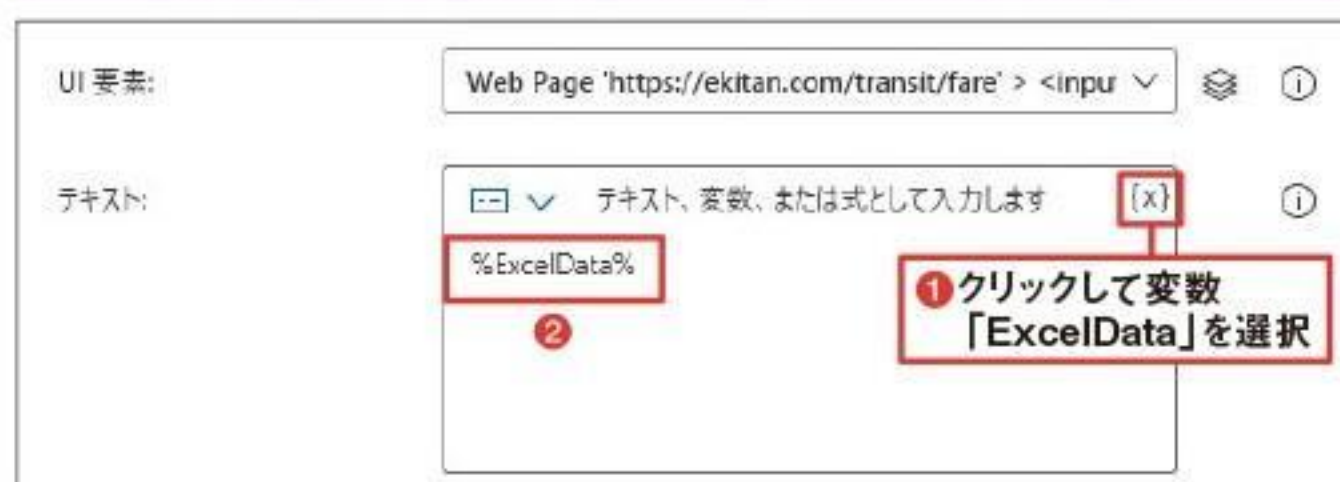 UI 要素:
Web Page 'https://ekitan.com/transit/fare' > <inpu
テキスト:
テキスト、変数、または式として入力します
{x}
%ExcelData%
❶クリックして変数
「ExcelData」を選択
❷